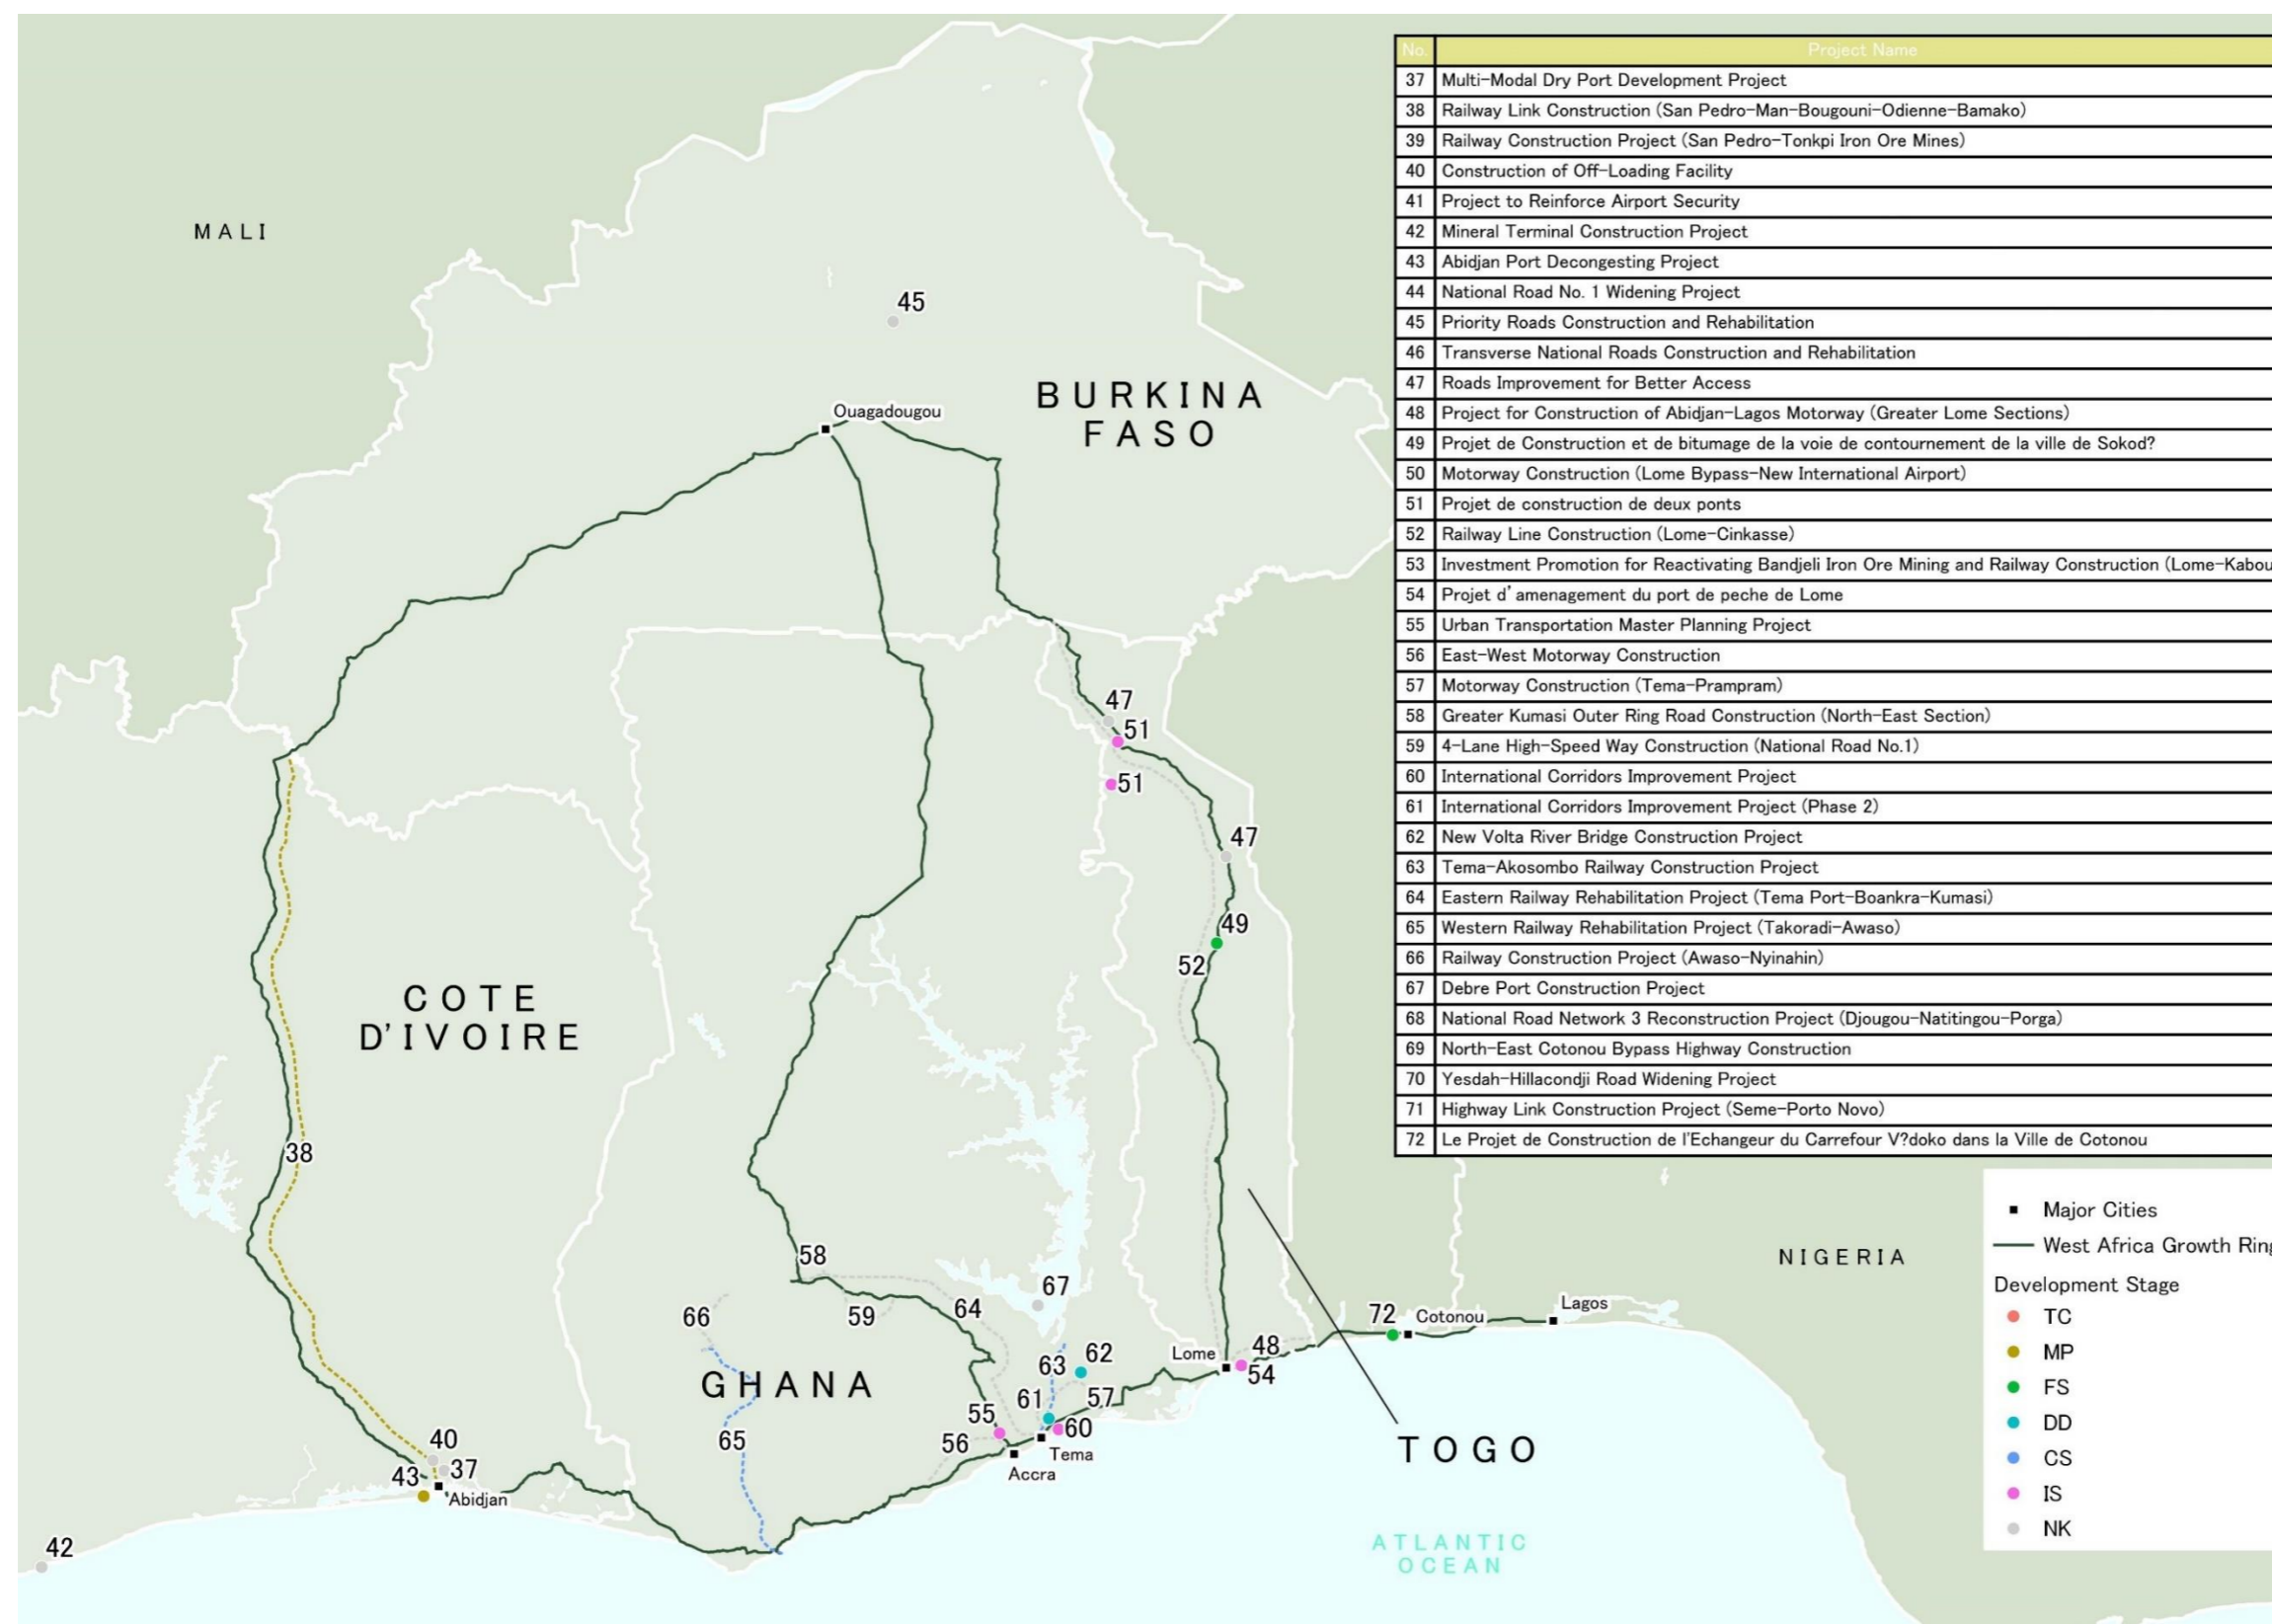 MALI
45
BURKINA
FASO
Ouagadougou
47
51
51
47
49
52
COTE
D'IVOIRE
38
58
67
59
64
66
GHANA
63
62
61
57
55
60
56
65
Tema
Accra
Lome
48
54
72
Cotonou
Lagos
NIGERIA
TOGO
40
37
43
Abidjan
42
ATLANTIC
OCEAN
No. Project Name
37 Multi-Modal Dry Port Development Project
38 Railway Link Construction (San Pedro-Man-Bougouni-Odienne-Bamako)
39 Railway Construction Project (San Pedro-Tonkpi Iron Ore Mines)
40 Construction of Off-Loading Facility
41 Project to Reinforce Airport Security
42 Mineral Terminal Construction Project
43 Abidjan Port Decongesting Project
44 National Road No. 1 Widening Project
45 Priority Roads Construction and Rehabilitation
46 Transverse National Roads Construction and Rehabilitation
47 Roads Improvement for Better Access
48 Project for Construction of Abidjan-Lagos Motorway (Greater Lome Sections)
49 Projet de Construction et de bitumage de la voie de contournement de la ville de Sokod?
50 Motorway Construction (Lome Bypass-New International Airport)
51 Projet de construction de deux ponts
52 Railway Line Construction (Lome-Cinkasse)
53 Investment Promotion for Reactivating Bandjeli Iron Ore Mining and Railway Construction (Lome-Kabou
54 Projet d'amenagement du port de peche de Lome
55 Urban Transportation Master Planning Project
56 East-West Motorway Construction
57 Motorway Construction (Tema-Prampram)
58 Greater Kumasi Outer Ring Road Construction (North-East Section)
59 4-Lane High-Speed Way Construction (National Road No.1)
60 International Corridors Improvement Project
61 International Corridors Improvement Project (Phase 2)
62 New Volta River Bridge Construction Project
63 Tema-Akosombo Railway Construction Project
64 Eastern Railway Rehabilitation Project (Tema Port-Boankra-Kumasi)
65 Western Railway Rehabilitation Project (Takoradi-Awaso)
66 Railway Construction Project (Awaso-Nyinahin)
67 Debre Port Construction Project
68 National Road Network 3 Reconstruction Project (Djougou-Natitingou-Porga)
69 North-East Cotonou Bypass Highway Construction
70 Yesdah-Hillacondji Road Widening Project
71 Highway Link Construction Project (Seme-Porto Novo)
72 Le Projet de Construction de l'Echangeur du Carrefour V?doko dans la Ville de Cotonou
Major Cities
West Africa Growth Ring
Development Stage
TC
MP
FS
DD
CS
IS
NK